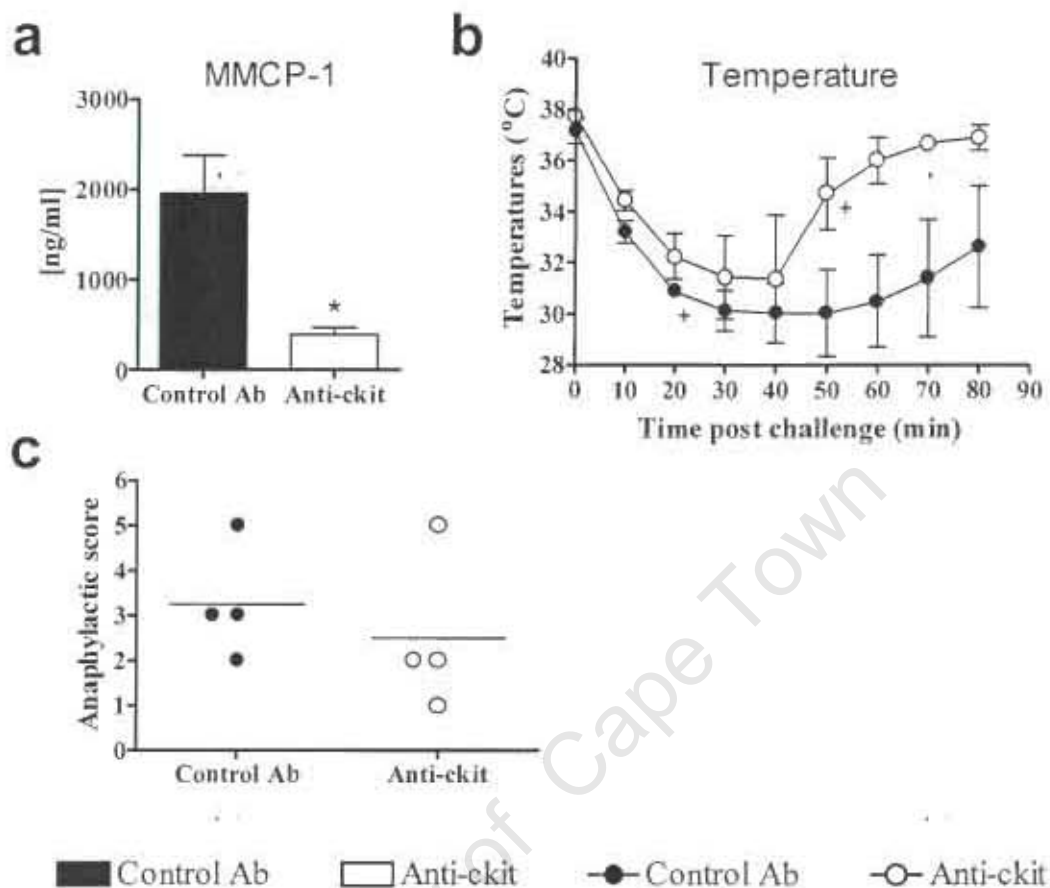 a
MMCP-1
3000
2000
1000
0
[ng/ml]
*
Control Ab Anti-ckit
b
Temperature
40
38
36
34
32
30
28
Temperatures (°C)
+
+
0 10 20 30 40 50 60 70 80 90
Time post challenge (min)
c
6
5
4
3
2
1
0
Anaphylactic score
Control Ab Anti-ckit
of Cape Town
Control Ab Anti-ckit Control Ab Anti-ckit